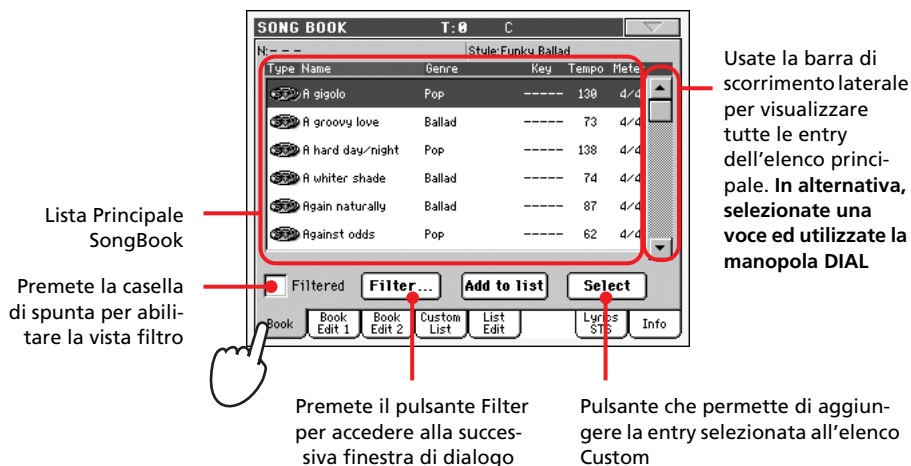 SONG BOOK T:0 C
N:– – – Style:Funky Ballad
Type Name Genre Key Tempo Meter
A gigolo Pop ----- 130 4/4
A groovy love Ballad ----- 73 4/4
A hard day/night Pop ----- 138 4/4
A whiter shade Ballad ----- 74 4/4
Again naturally Ballad ----- 87 4/4
Against odds Pop ----- 62 4/4
Filtered Filter... Add to list Select
Book Book Edit 1 Book Edit 2 Custom List List Edit Lyrics STS Info
Usate la barra di
scorrimento laterale
per visualizzare
tutte le entry
dell’elenco princi-
pale. In alternativa,
selezionate una
voce ed utilizzate la
manopola DIAL
Lista Principale
SongBook
Premete la casella
di spunta per abili-
tare la vista filtro
Premete il pulsante Filter
per accedere alla succes-
siva finestra di dialogo
Pulsante che permette di aggiun-
gere la entry selezionata all’elenco
Custom